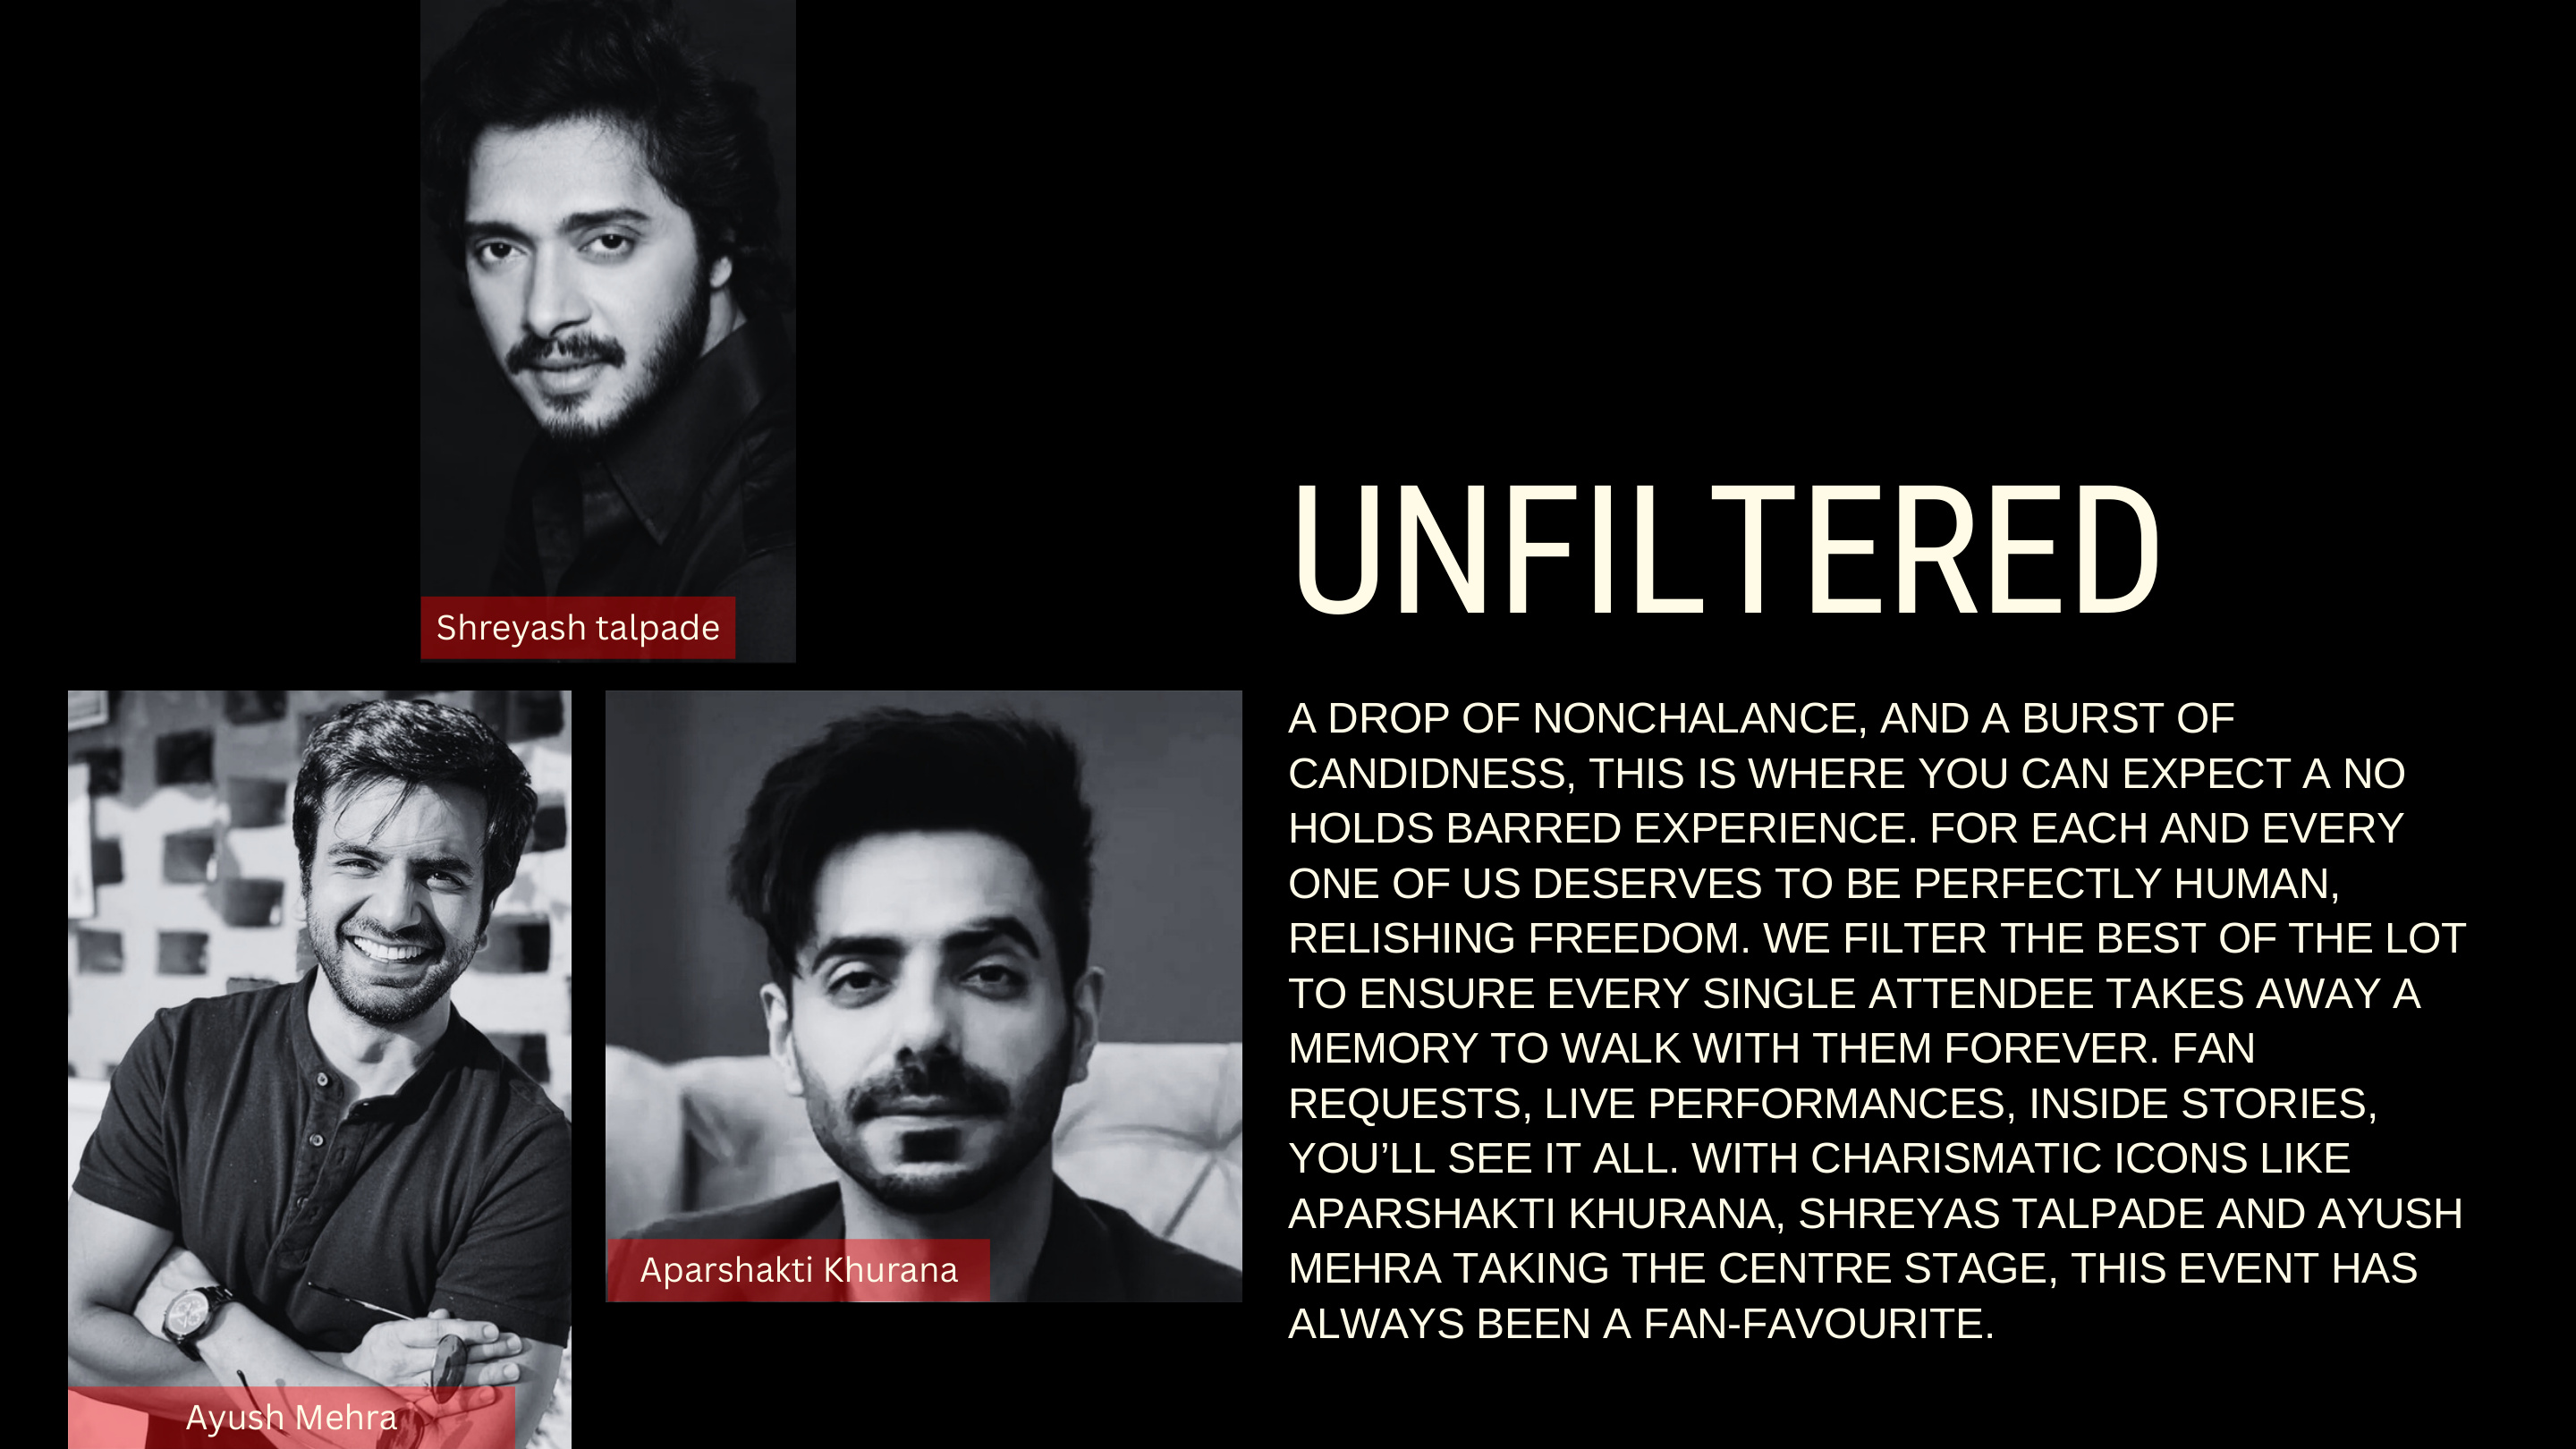 Shreyash talpade
UNFILTERED
Ayush Mehra
Aparshakti Khurana
A DROP OF NONCHALANCE, AND A BURST OF
CANDIDNESS, THIS IS WHERE YOU CAN EXPECT A NO
HOLDS BARRED EXPERIENCE. FOR EACH AND EVERY
ONE OF US DESERVES TO BE PERFECTLY HUMAN,
RELISHING FREEDOM. WE FILTER THE BEST OF THE LOT
TO ENSURE EVERY SINGLE ATTENDEE TAKES AWAY A
MEMORY TO WALK WITH THEM FOREVER. FAN
REQUESTS, LIVE PERFORMANCES, INSIDE STORIES,
YOU’LL SEE IT ALL. WITH CHARISMATIC ICONS LIKE
APARSHAKTI KHURANA, SHREYAS TALPADE AND AYUSH
MEHRA TAKING THE CENTRE STAGE, THIS EVENT HAS
ALWAYS BEEN A FAN-FAVOURITE.